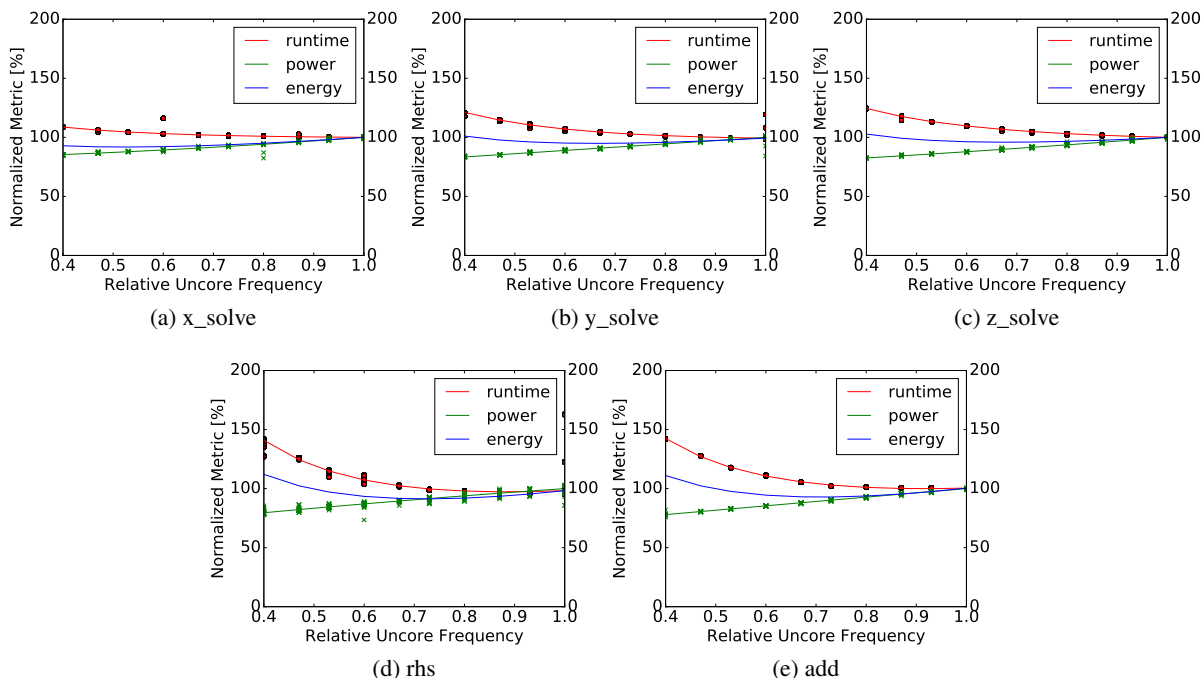 200
150
100
50
0
Normalized Metric [%]
runtime
power
energy
200
150
100
50
0
0.4 0.5 0.6 0.7 0.8 0.9 1.0
Relative Uncore Frequency
(a) x_solve
200
150
100
50
0
Normalized Metric [%]
runtime
power
energy
200
150
100
50
0
0.4 0.5 0.6 0.7 0.8 0.9 1.0
Relative Uncore Frequency
(b) y_solve
200
150
100
50
0
Normalized Metric [%]
runtime
power
energy
200
150
100
50
0
0.4 0.5 0.6 0.7 0.8 0.9 1.0
Relative Uncore Frequency
(c) z_solve
200
150
100
50
0
Normalized Metric [%]
runtime
power
energy
200
150
100
50
0
0.4 0.5 0.6 0.7 0.8 0.9 1.0
Relative Uncore Frequency
(d) rhs
200
150
100
50
0
Normalized Metric [%]
runtime
power
energy
200
150
100
50
0
0.4 0.5 0.6 0.7 0.8 0.9 1.0
Relative Uncore Frequency
(e) add